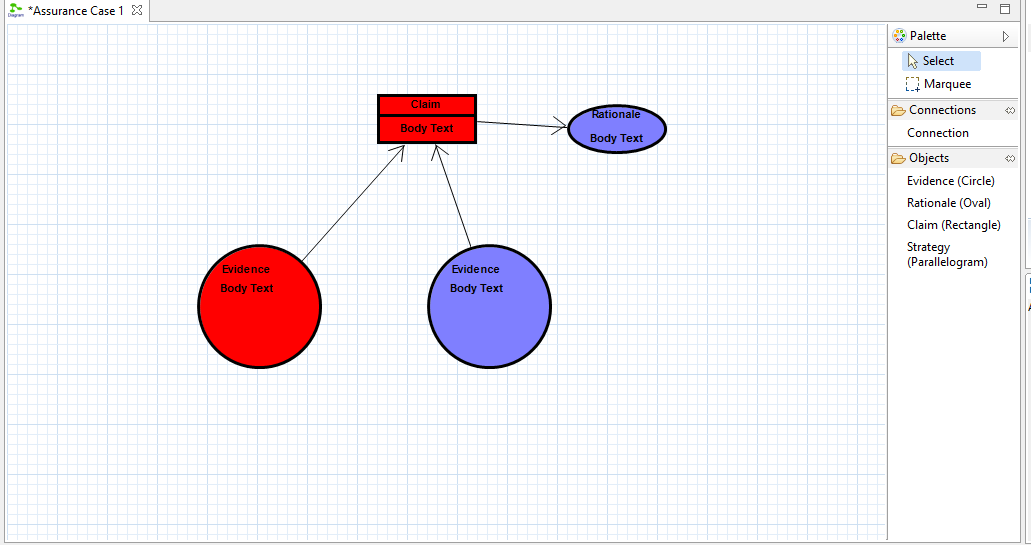 *Assurance Case 1
Diagram
Palette
Select
Marquee
Connections
Connection
Objects
Evidence (Circle)
Rationale (Oval)
Claim (Rectangle)
Strategy
(Parallelogram)
Claim
Body Text
Rationale
Body Text
Evidence
Body Text
Evidence
Body Text